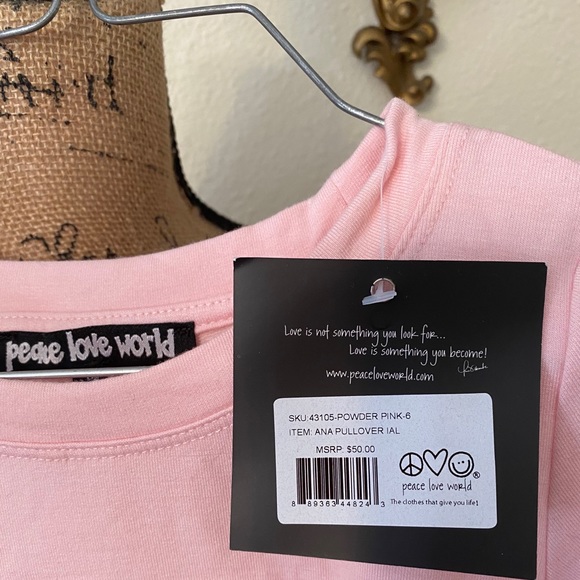 peace love world
Love is not something you look for...
Love is something you become!
www.peaceloveworld.com
SKU:43105-POWDER PINK-6
ITEM: ANA PULLOVER IAL
MSRP: $50.00
8 89363 44824 3
®
peace love world
The clothes that give you life!